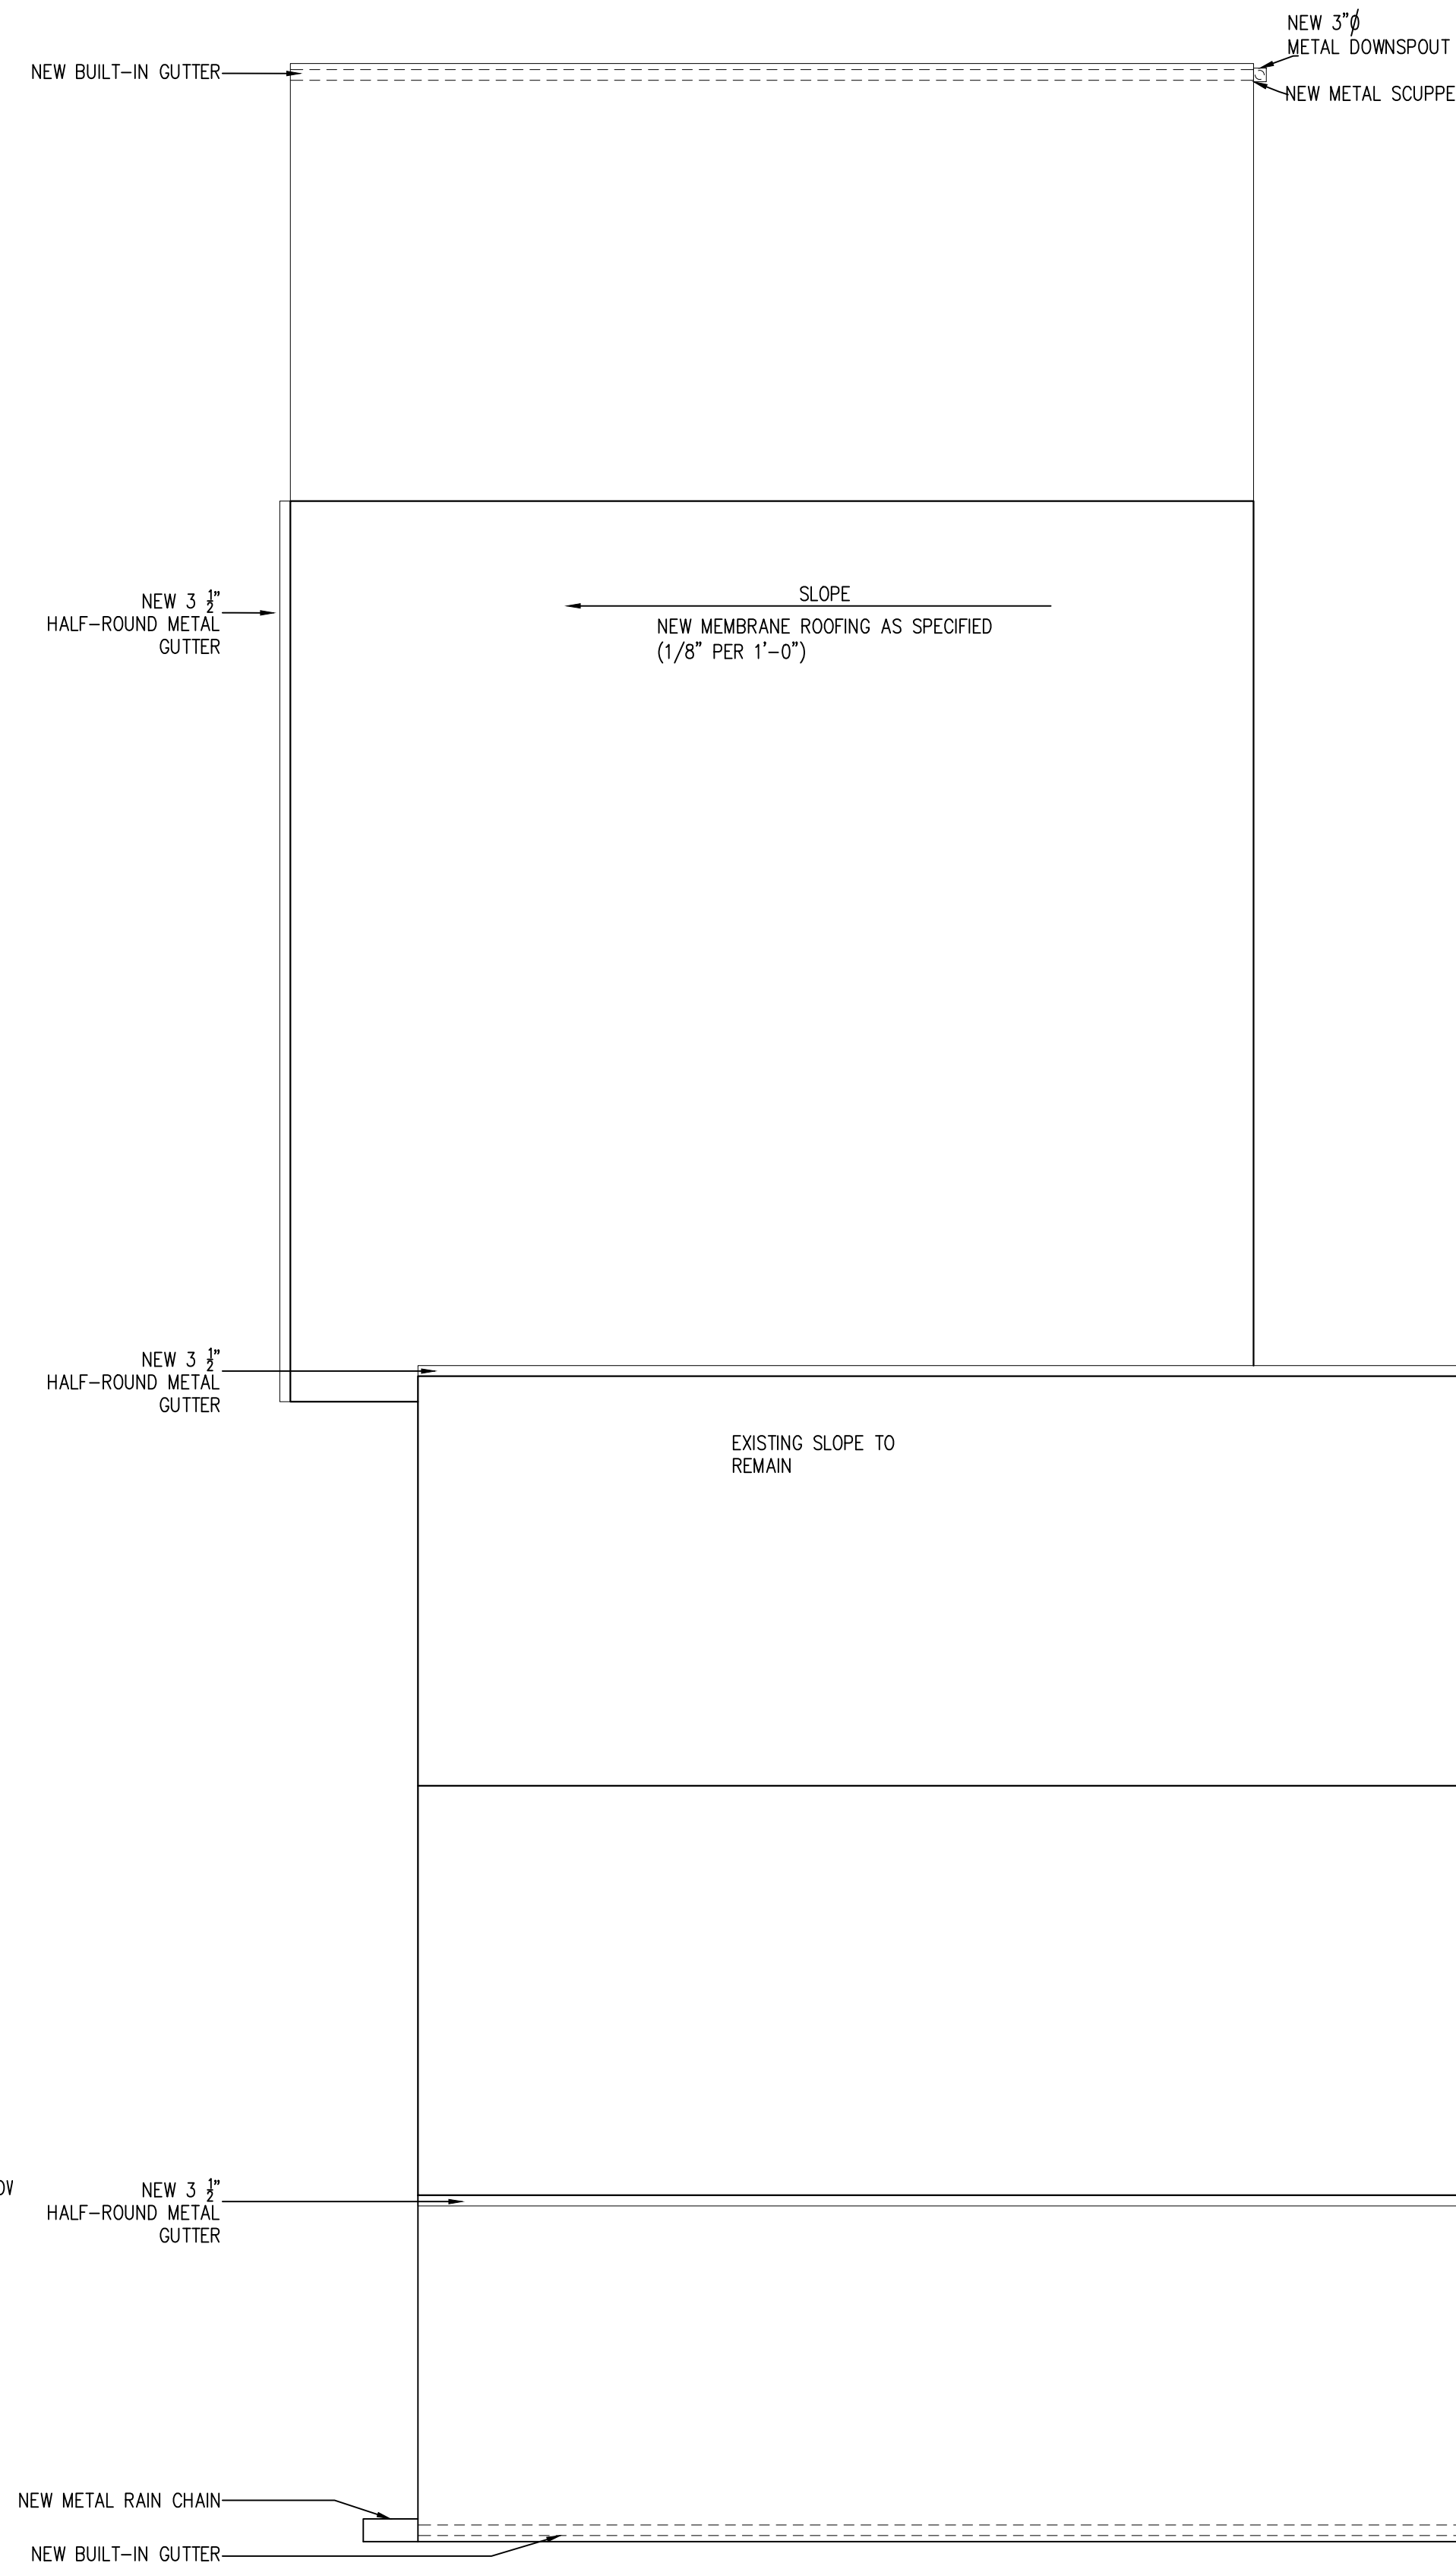 NEW 3"Ø
METAL DOWNSPOUT
NEW BUILT-IN GUTTER
NEW METAL SCUPPE
NEW 3 1/2"
HALF-ROUND METAL
GUTTER
SLOPE
NEW MEMBRANE ROOFING AS SPECIFIED
(1/8" PER 1'-0")
NEW 3 1/2"
HALF-ROUND METAL
GUTTER
EXISTING SLOPE TO
REMAIN
NEW 3 1/2"
HALF-ROUND METAL
GUTTER
NEW METAL RAIN CHAIN
NEW BUILT-IN GUTTER